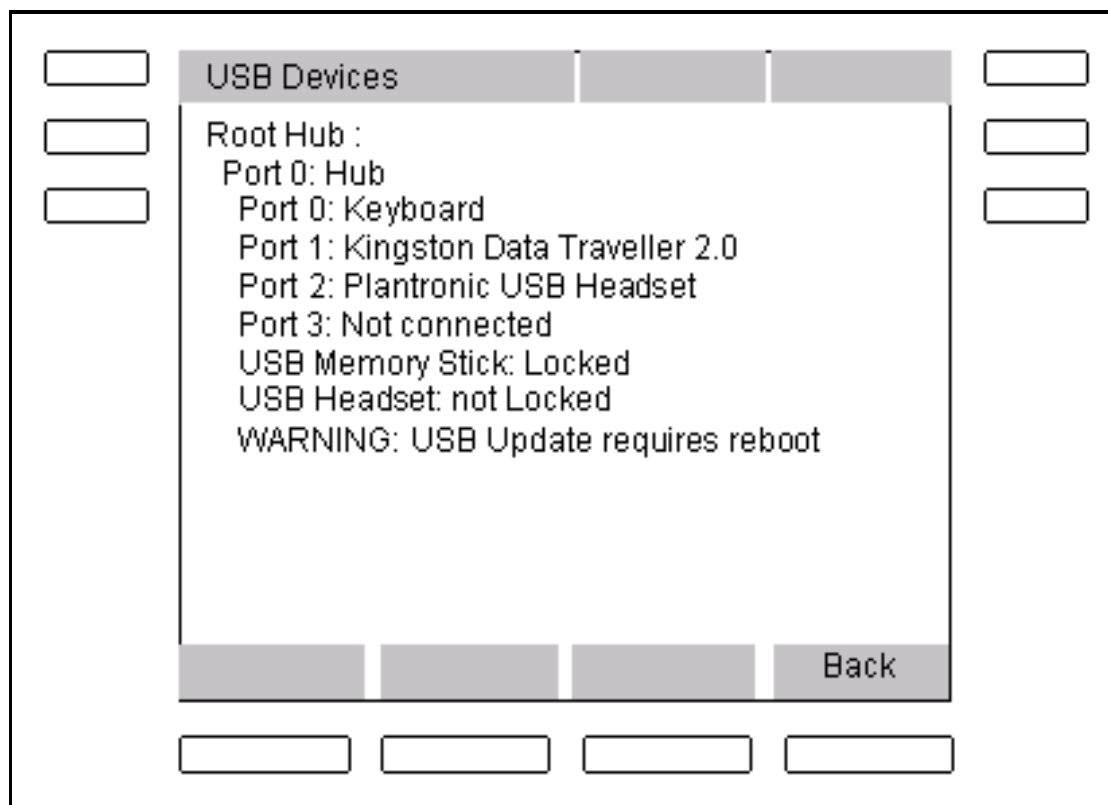 USB Devices
Root Hub :
Port 0: Hub
Port 0: Keyboard
Port 1: Kingston Data Traveller 2.0
Port 2: Plantronic USB Headset
Port 3: Not connected
USB Memory Stick: Locked
USB Headset: not Locked
WARNING: USB Update requires reboot
Back